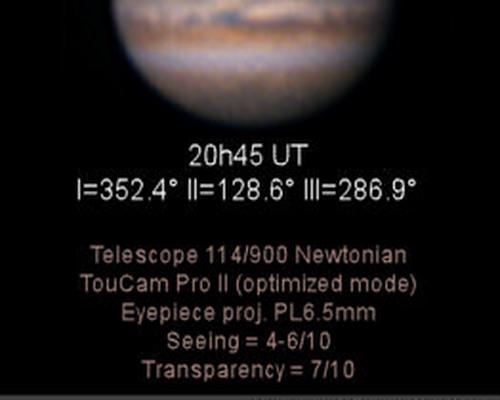 20h45 UT
I=352.4° II=128.6° III=286.9°
Telescope 114/900 Newtonian
TouCam Pro II (optimized mode)
Eyepiece proj. PL6.5mm
Seeing = 4-6/10
Transparency = 7/10